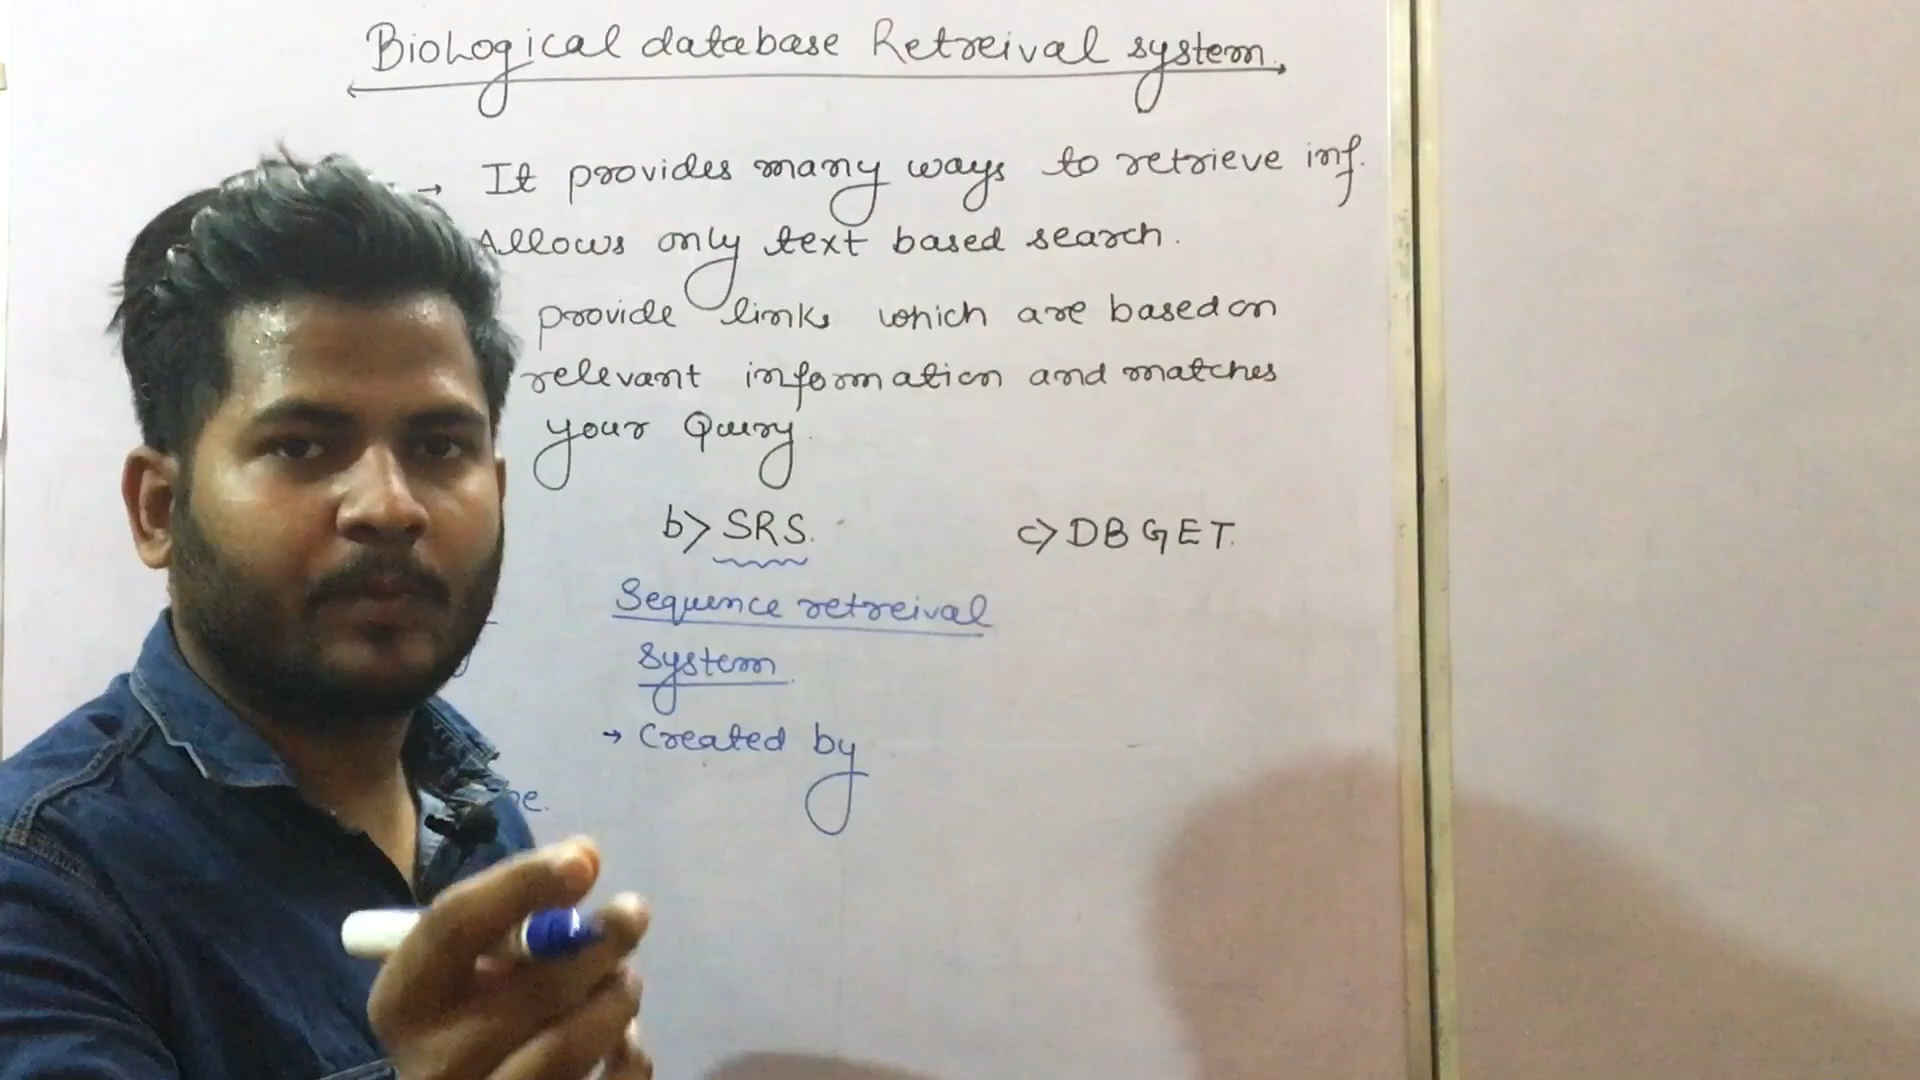 Biological database Retreival system.
→ It provides many ways to retrieve inf.
Allows only text based search.
provide links which are based on
relevant information and matches
your Query.
b> SRS. c> DBGET.
Sequence retreival
system.
→ Created by